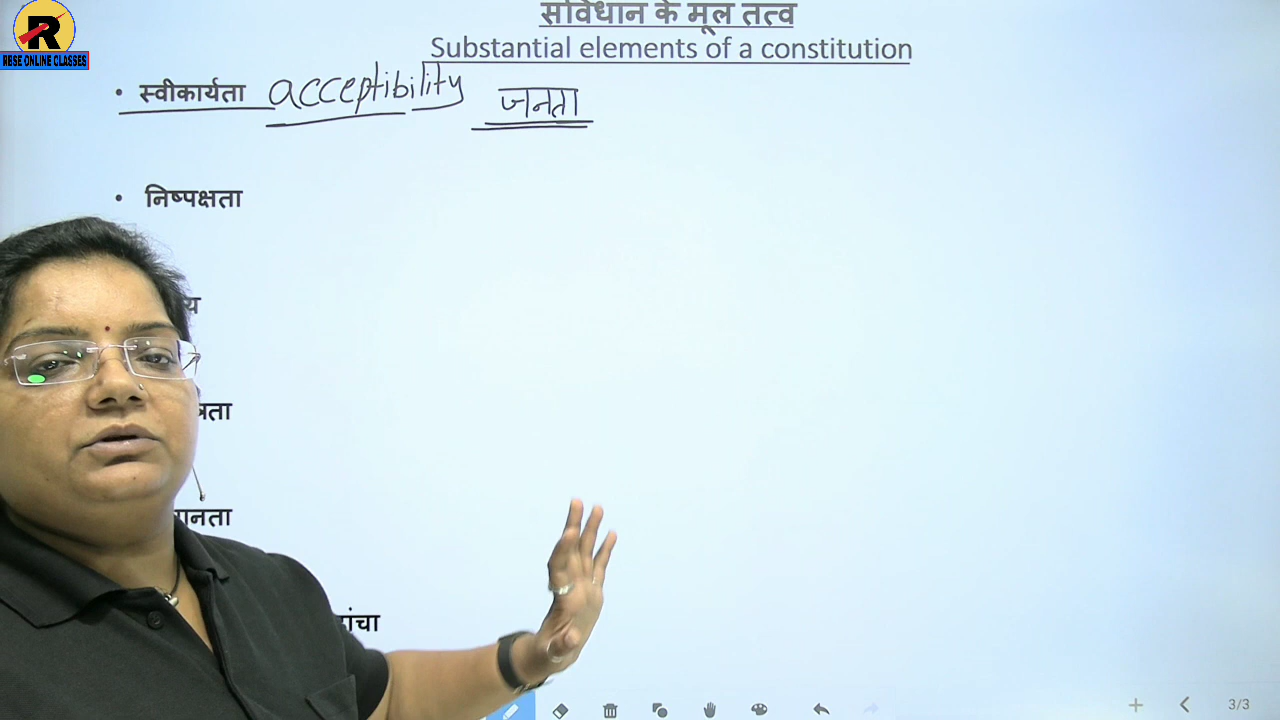 संविधान के मूल तत्व
Substantial elements of a constitution
R
RBSE ONLINE CLASSES
• स्वीकार्यता acceptibility जनता
• निष्पक्षता
3/3